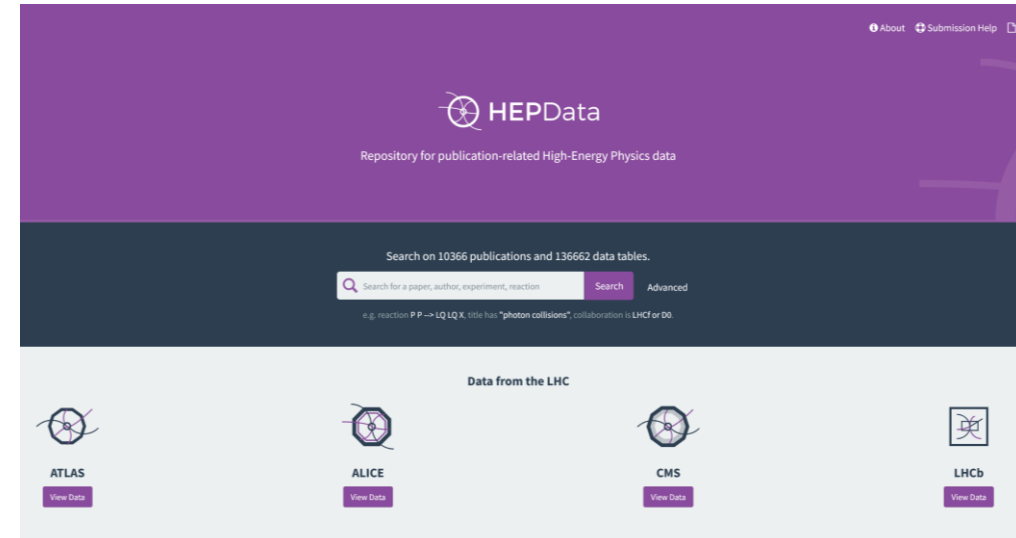 About Submission Help
HEPData
Repository for publication-related High-Energy Physics data
Search on 10366 publications and 136662 data tables.
Search for a paper, author, experiment, reaction Search Advanced
e.g. reaction P P --> LQ LQ X, title has "photon collisions", collaboration is LHCf or D0.
Data from the LHC
ATLAS ALICE CMS LHCb
View Data View Data View Data View Data